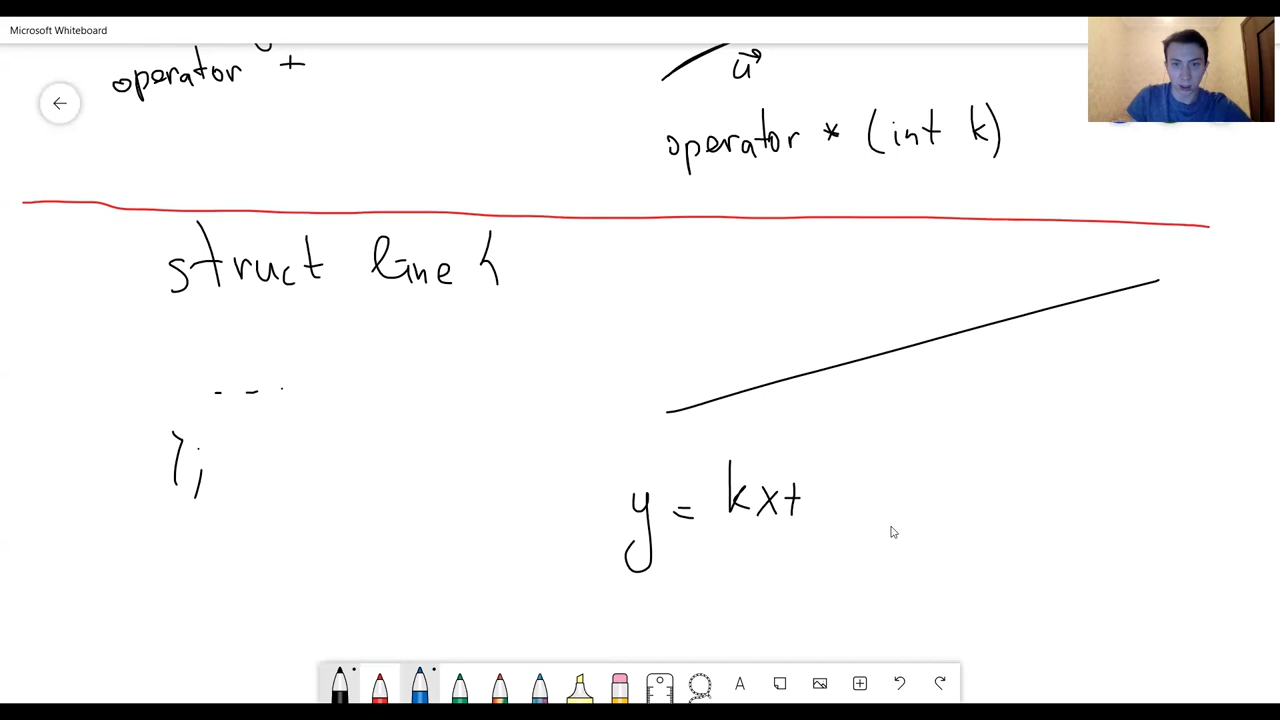 Microsoft Whiteboard
operator +
u
operator * (int k)
struct line {
...
};
y = kx+
A